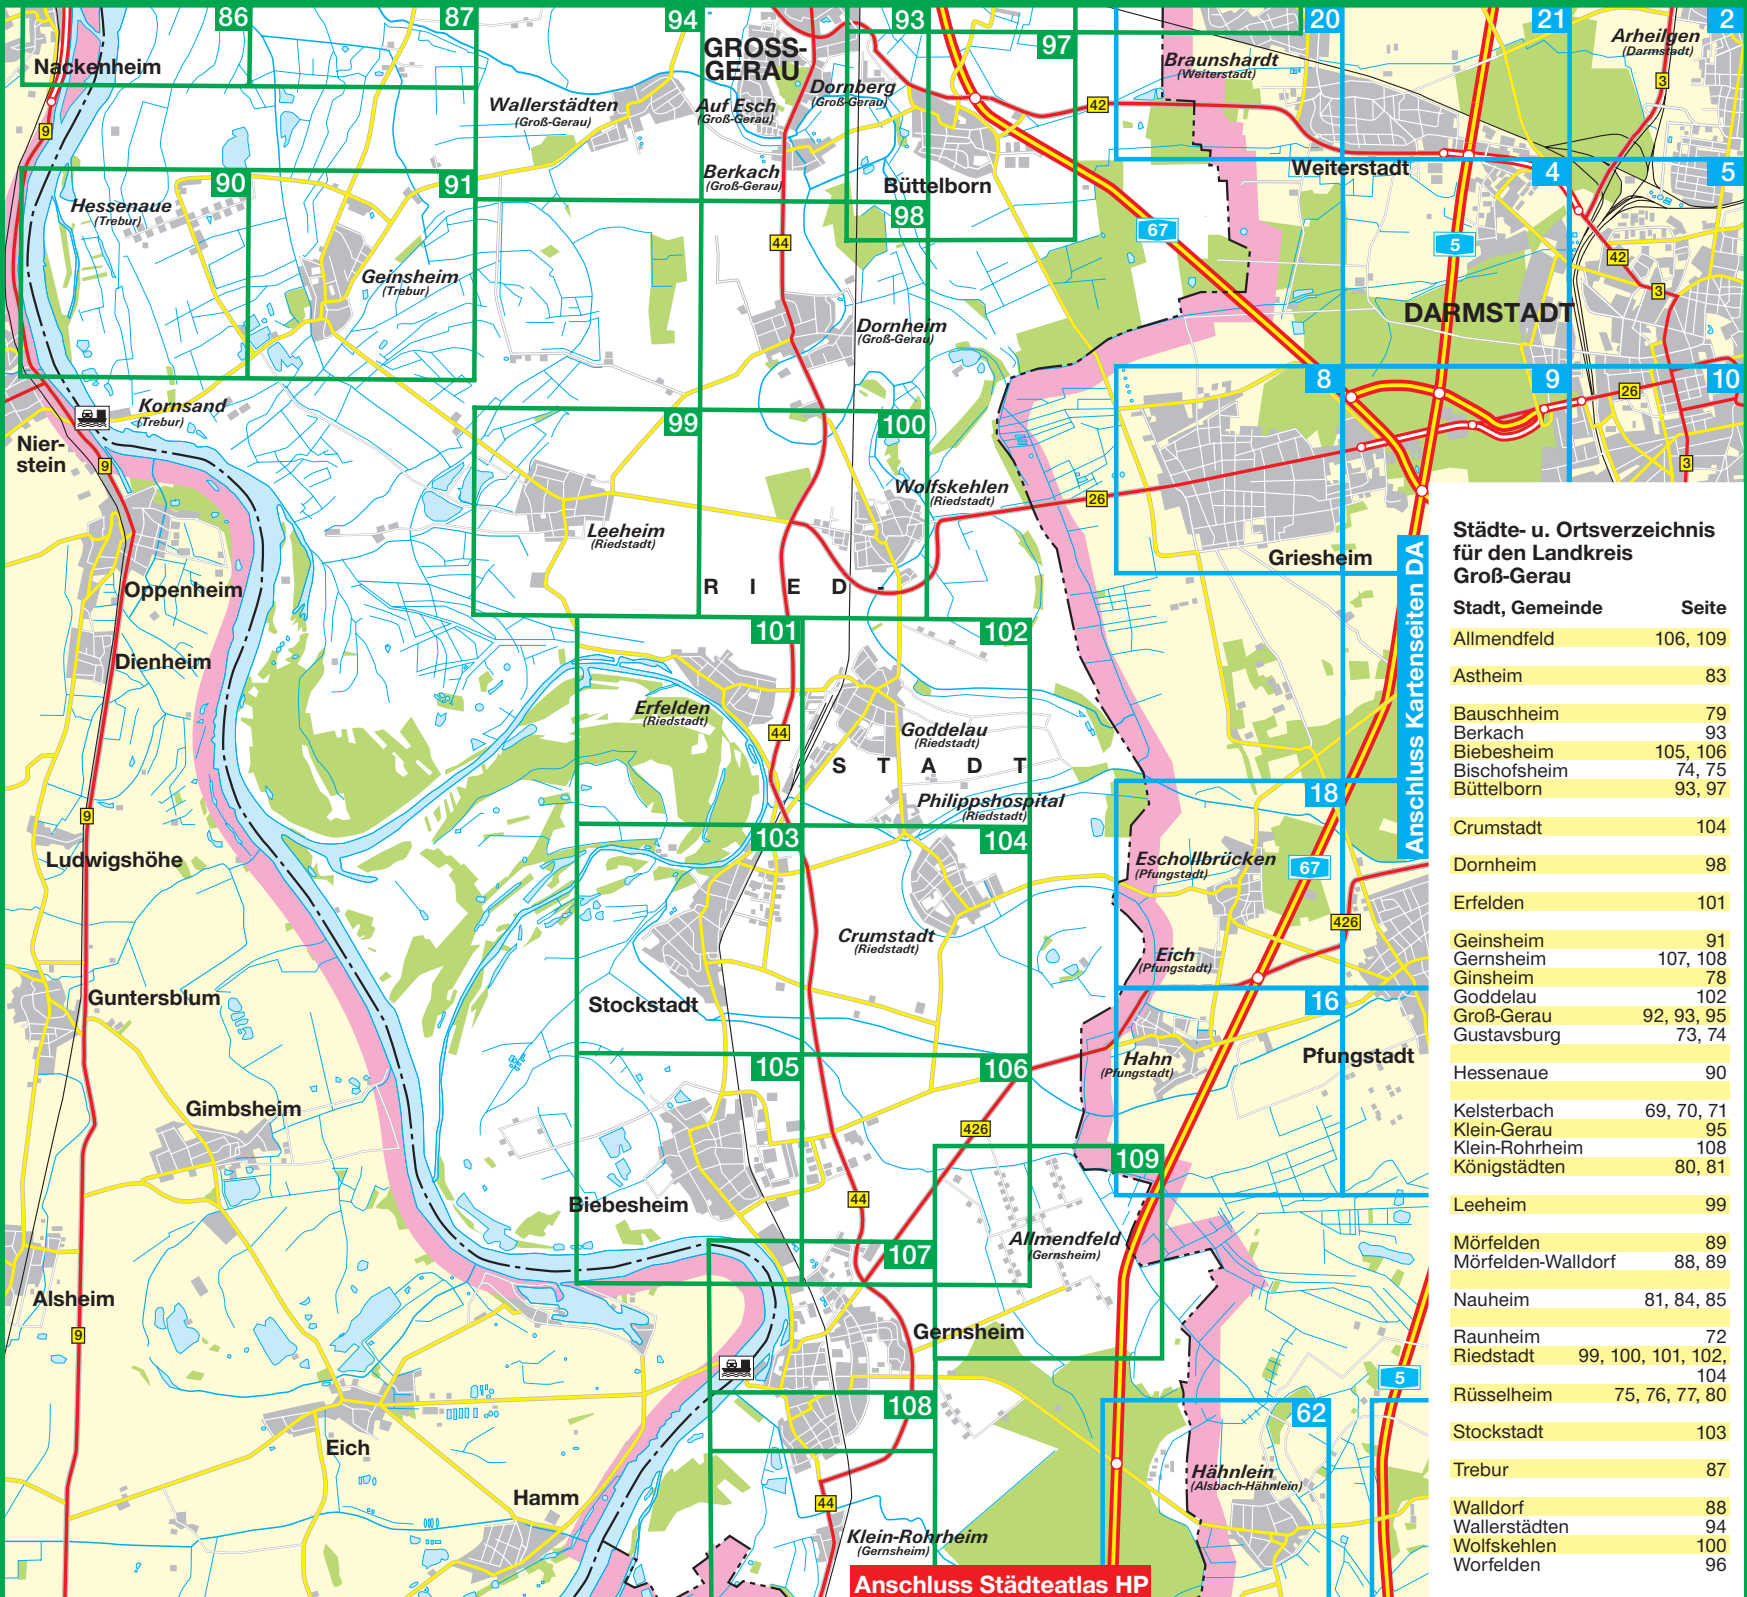 86
87
94
93
97
20
21
2
Nackenheim
GROSS-
GERAU
Wallerstädten
(Groß-Gerau)
Auf Esch
(Groß-Gerau)
Dornberg
(Groß-Gerau)
Braunshardt
(Weiterstadt)
Arheilgen
(Darmstadt)
3
42
9
Berkach
(Groß-Gerau)
Büttelborn
Weiterstadt
4
5
90
91
98
Hessenaue
(Trebur)
Geinsheim
(Trebur)
44
67
5
42
3
DARMSTADT
Dornheim
(Groß-Gerau)
8
9
10
26
Kornsand
(Trebur)
99
100
Nier-
stein
9
3
Wolfskehlen
(Riedstadt)
26
Leeheim
(Riedstadt)
Griesheim
Oppenheim
RIED-
101
102
Dienheim
Erfelden
(Riedstadt)
44
Goddelau
(Riedstadt)
STADT
Philippshospital
(Riedstadt)
18
9
103
104
Ludwigshöhe
Eschollbrücken
(Pfungstadt)
67
426
Crumstadt
(Riedstadt)
Eich
(Pfungstadt)
Guntersblum
Stockstadt
16
Hahn
(Pfungstadt)
Pfungstadt
105
106
Gimbsheim
426
109
Biebesheim
44
Allmendfeld
(Gernsheim)
107
Alsheim
9
Gernsheim
5
108
62
Eich
Hähnlein
(Alsbach-Hähnlein)
Hamm
44
Klein-Rohrheim
(Gernsheim)
Anschluss Städteatlas HP
Anschluss Kartenseiten DA
Städte- u. Ortsverzeichnis
für den Landkreis
Groß-Gerau
Stadt, Gemeinde Seite
Allmendfeld 106, 109
Astheim 83
Bauschheim 79
Berkach 93
Biebesheim 105, 106
Bischofsheim 74, 75
Büttelborn 93, 97
Crumstadt 104
Dornheim 98
Erfelden 101
Geinsheim 91
Gernsheim 107, 108
Ginsheim 78
Goddelau 102
Groß-Gerau 92, 93, 95
Gustavsburg 73, 74
Hessenaue 90
Kelsterbach 69, 70, 71
Klein-Gerau 95
Klein-Rohrheim 108
Königstädten 80, 81
Leeheim 99
Mörfelden 89
Mörfelden-Walldorf 88, 89
Nauheim 81, 84, 85
Raunheim 72
Riedstadt 99, 100, 101, 102,
104
Rüsselheim 75, 76, 77, 80
Stockstadt 103
Trebur 87
Walldorf 88
Wallerstädten 94
Wolfskehlen 100
Worfelden 96